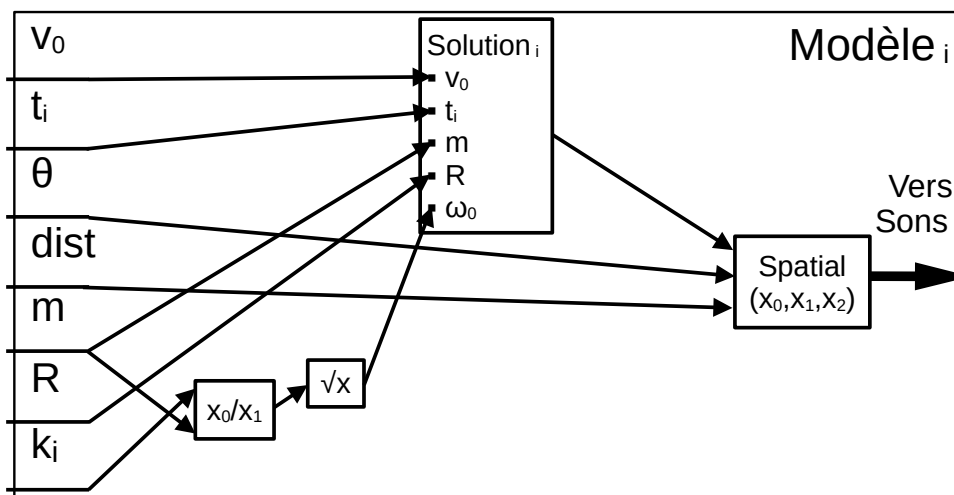 v₀
Modèle ᵢ
tᵢ
θ
dist
m
R
kᵢ
Solution ᵢ
v₀
tᵢ
m
R
ω₀
x₀/x₁
√x
Spatial
(x₀,x₁,x₂)
Vers
Sons